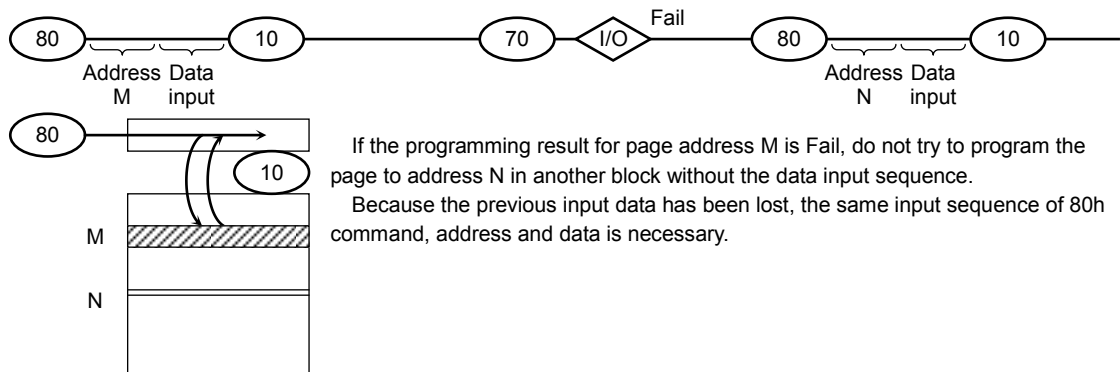 Fail
80 10 70 I/O 80 10
Address Data Address Data
M input N input
80
10
M
N
If the programming result for page address M is Fail, do not try to program the
page to address N in another block without the data input sequence.
Because the previous input data has been lost, the same input sequence of 80h
command, address and data is necessary.